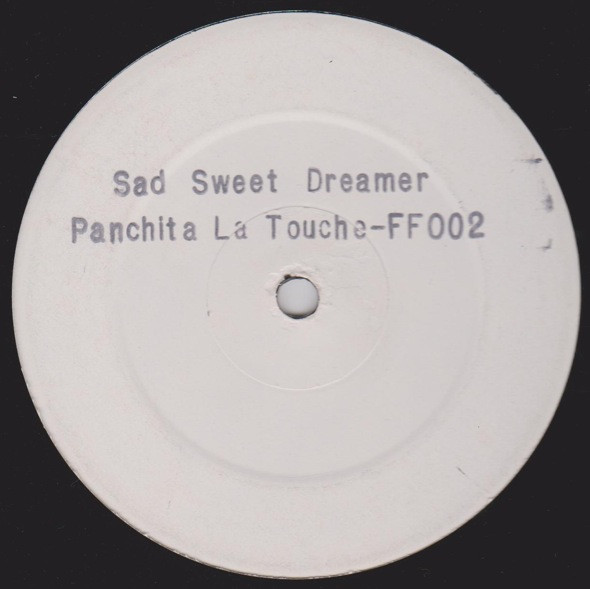 Sad Sweet Dreamer
Panchita La Touche-FF002